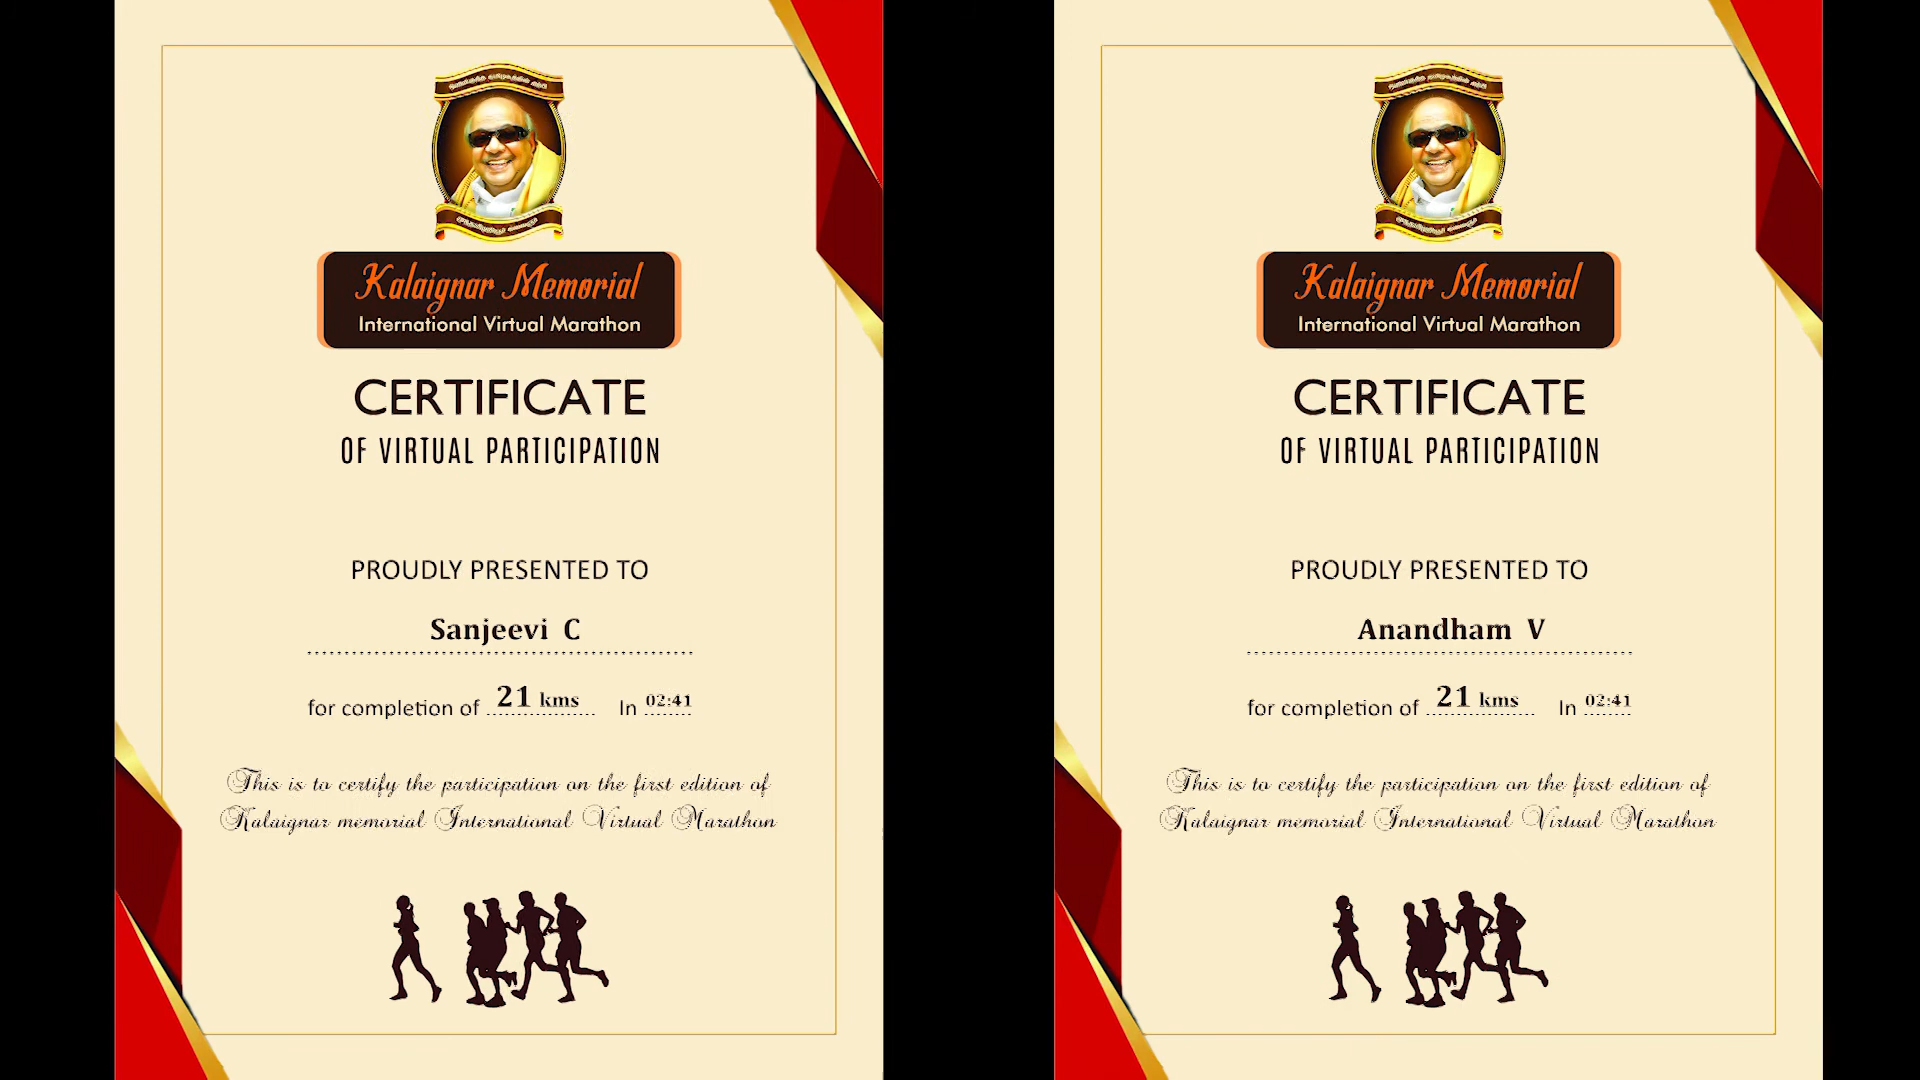 Kalaignar Memorial
International Virtual Marathon
CERTIFICATE
OF VIRTUAL PARTICIPATION
PROUDLY PRESENTED TO
Sanjeevi C
for completion of 21 kms In 02:41
This is to certify the participation on the first edition of
Kalaignar memorial International Virtual Marathon
Kalaignar Memorial
International Virtual Marathon
CERTIFICATE
OF VIRTUAL PARTICIPATION
PROUDLY PRESENTED TO
Anandham V
for completion of 21 kms In 02:41
This is to certify the participation on the first edition of
Kalaignar memorial International Virtual Marathon